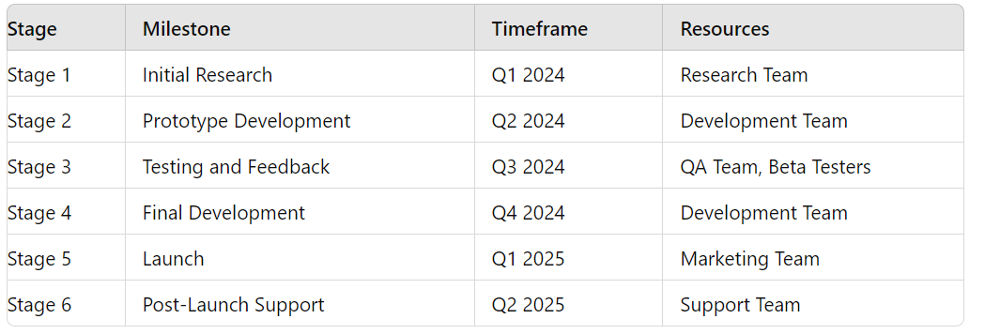 Stage Milestone Timeframe Resources
Stage 1 Initial Research Q1 2024 Research Team
Stage 2 Prototype Development Q2 2024 Development Team
Stage 3 Testing and Feedback Q3 2024 QA Team, Beta Testers
Stage 4 Final Development Q4 2024 Development Team
Stage 5 Launch Q1 2025 Marketing Team
Stage 6 Post-Launch Support Q2 2025 Support Team